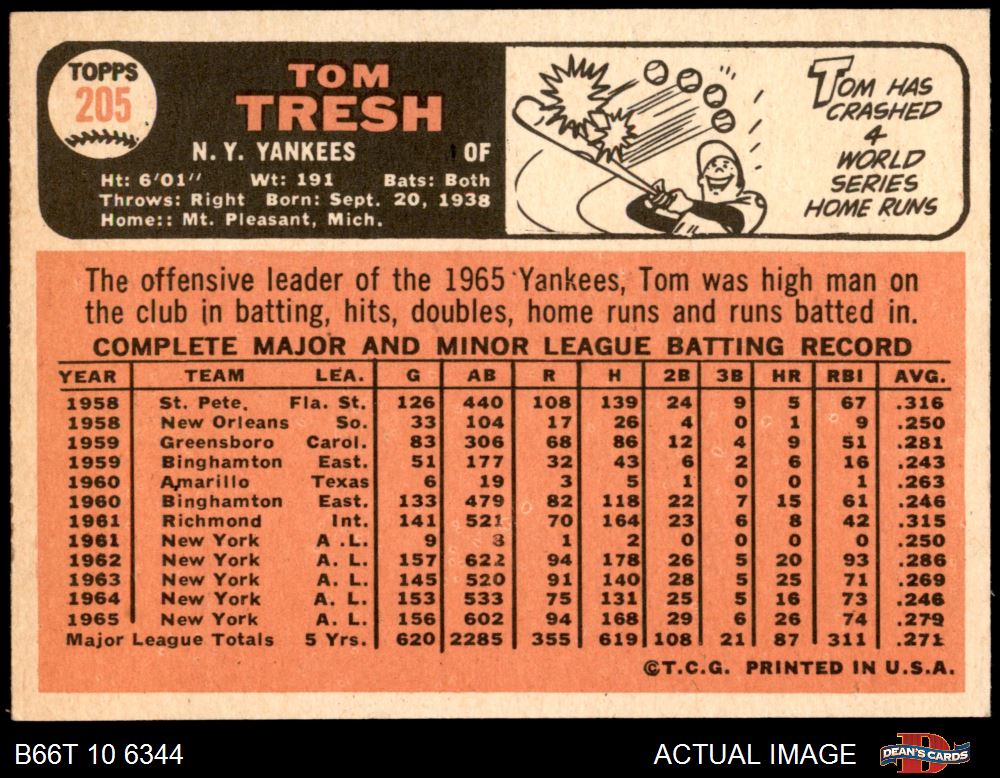 TOPPS
205
TOM
TRESH
N. Y. YANKEES OF
Ht: 6'01" Wt: 191 Bats: Both
Throws: Right Born: Sept. 20, 1938
Home:: Mt. Pleasant, Mich.
TOM HAS
CRASHED
4
WORLD
SERIES
HOME RUNS
The offensive leader of the 1965 Yankees, Tom was high man on
the club in batting, hits, doubles, home runs and runs batted in.
COMPLETE MAJOR AND MINOR LEAGUE BATTING RECORD
YEAR TEAM LEA. G AB R H 2B 3B HR RBI AVG.
1958 St. Pete. Fla. St. 126 440 108 139 24 9 5 67 .316
1958 New Orleans So. 33 104 17 26 4 0 1 9 .250
1959 Greensboro Carol. 83 306 68 86 12 4 9 51 .281
1959 Binghamton East. 51 177 32 43 6 2 6 16 .243
1960 Amarillo Texas 6 19 3 5 1 0 0 1 .263
1960 Binghamton East. 133 479 82 118 22 7 15 61 .246
1961 Richmond Int. 141 521 70 164 23 6 8 42 .315
1961 New York A .L. 9 8 1 2 0 0 0 0 .250
1962 New York A. L. 157 622 94 178 26 5 20 93 .286
1963 New York A. L. 145 520 91 140 28 5 25 71 .269
1964 New York A. L. 153 533 75 131 25 5 16 73 .246
1965 New York A. L. 156 602 94 168 29 6 26 74 .279
Major League Totals 5 Yrs. 620 2285 355 619 108 21 87 311 .271
©T.C.G. PRINTED IN U.S.A.
B66T 10 6344
ACTUAL IMAGE
DEAN'S CARDS